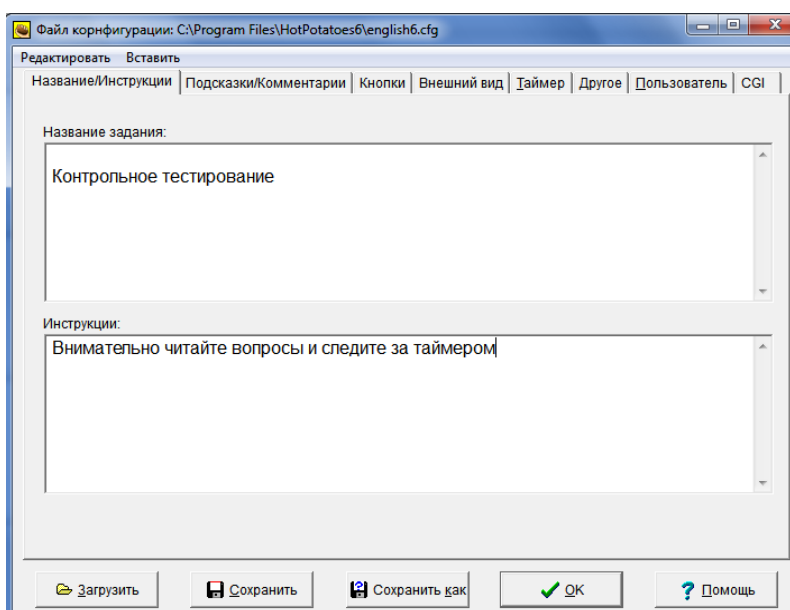 Файл корнфигурации: C:\Program Files\HotPotatoes6\english6.cfg
Редактировать Вставить
Название/Инструкции Подсказки/Комментарии Кнопки Внешний вид Таймер Другое Пользователь CGI
Название задания:
Контрольное тестирование
Инструкции:
Внимательно читайте вопросы и следите за таймером
Загрузить Сохранить Сохранить как OK Помощь